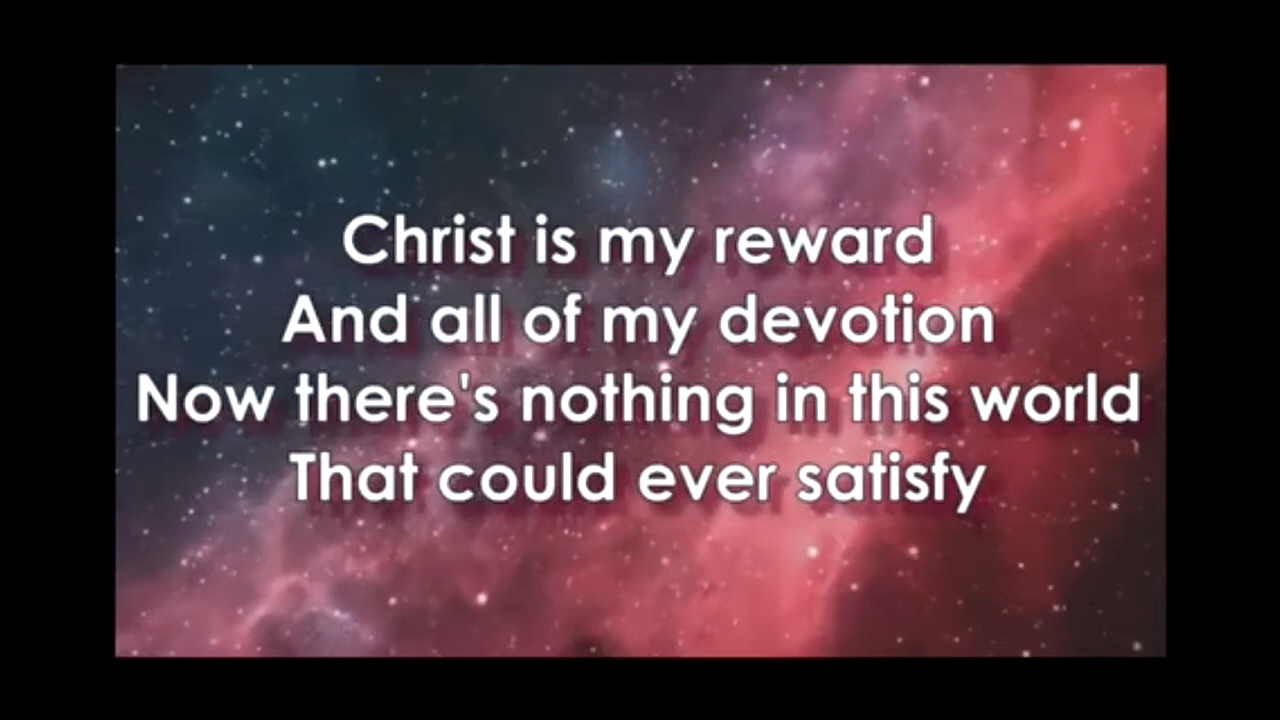 Christ is my reward
And all of my devotion
Now there's nothing in this world
That could ever satisfy